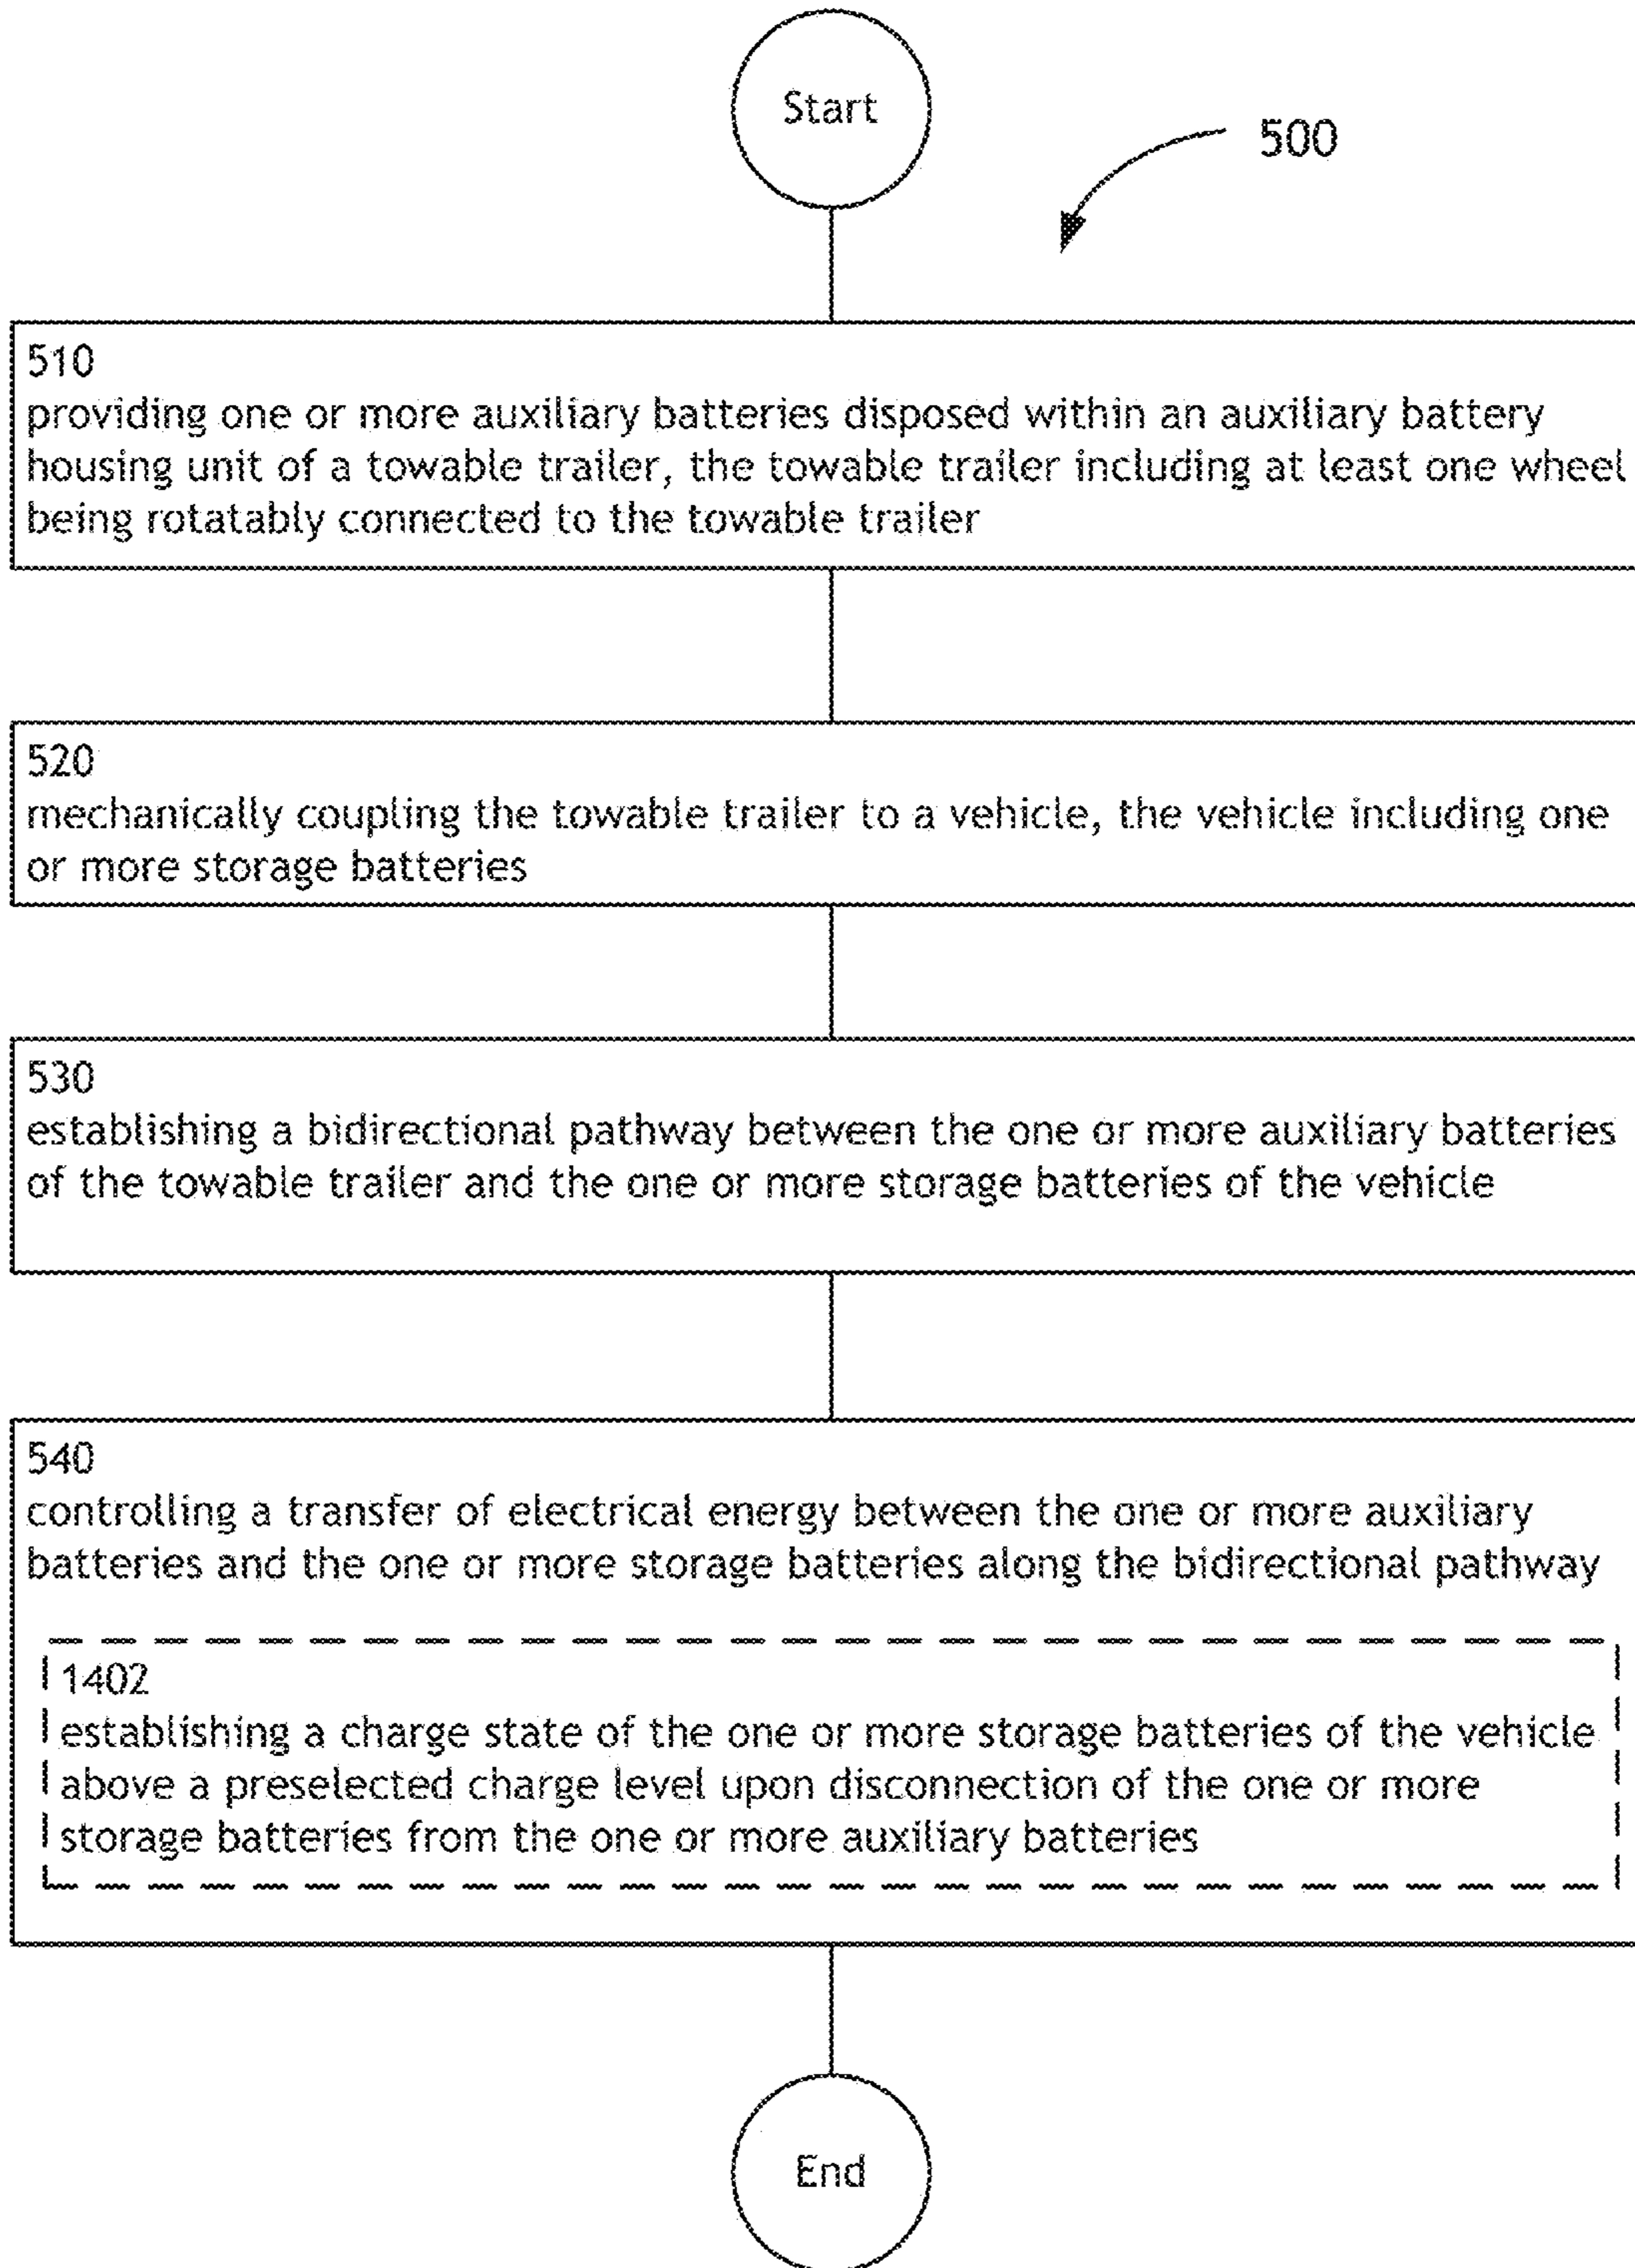 Start
500
510
providing one or more auxiliary batteries disposed within an auxiliary battery
housing unit of a towable trailer, the towable trailer including at least one wheel
being rotatably connected to the towable trailer
520
mechanically coupling the towable trailer to a vehicle, the vehicle including one
or more storage batteries
530
establishing a bidirectional pathway between the one or more auxiliary batteries
of the towable trailer and the one or more storage batteries of the vehicle
540
controlling a transfer of electrical energy between the one or more auxiliary
batteries and the one or more storage batteries along the bidirectional pathway
1402
establishing a charge state of the one or more storage batteries of the vehicle
above a preselected charge level upon disconnection of the one or more
storage batteries from the one or more auxiliary batteries
End